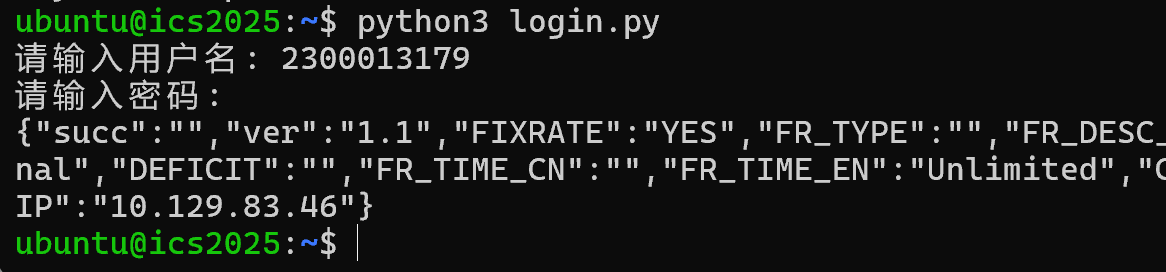 ubuntu@ics2025:~$ python3 login.py
请输入用户名: 2300013179
请输入密码:
{"succ":"","ver":"1.1","FIXRATE":"YES","FR_TYPE":"","FR_DESC_
nal","DEFICIT":"","FR_TIME_CN":"","FR_TIME_EN":"Unlimited","C
IP":"10.129.83.46"}
ubuntu@ics2025:~$